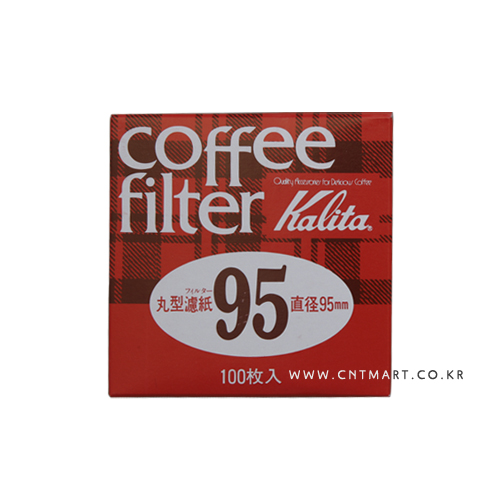 coffee
filter
Quality Accessories for Delicious Coffee
Kalita®
フィルター
丸型濾紙 95 直径95mm
100枚入
WWW.CNTMART.CO.KR